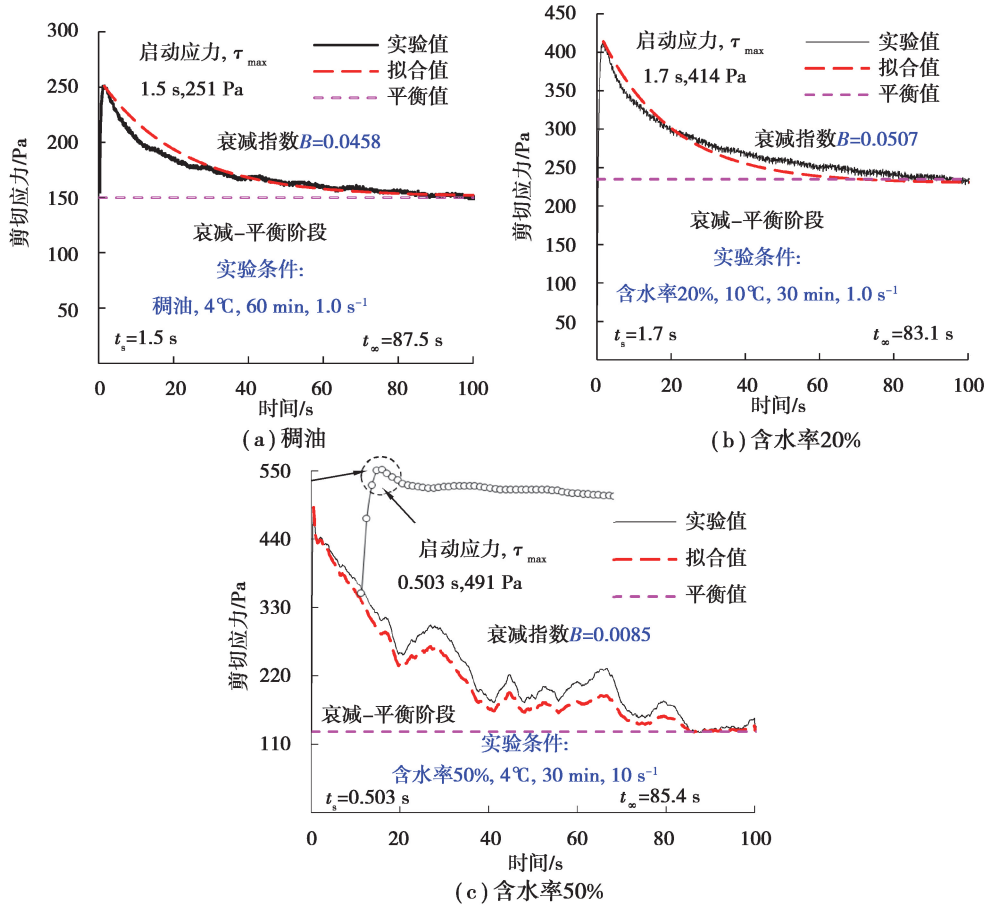 300
250
200
150
100
50
剪切应力/Pa
启动应力, τmax
1.5 s,251 Pa
实验值
拟合值
平衡值
衰减指数B=0.0458
衰减-平衡阶段
实验条件:
稠油, 4℃, 60 min, 1.0 s⁻¹
ts=1.5 s
t∞=87.5 s
0 20 40 60 80 100
时间/s
(a) 稠油
450
400
350
300
250
200
150
100
50
0
剪切应力/Pa
启动应力, τmax
1.7 s,414 Pa
实验值
拟合值
平衡值
衰减指数B=0.0507
衰减-平衡阶段
实验条件:
含水率20%, 10℃, 30 min, 1.0 s⁻¹
ts=1.7 s
t∞=83.1 s
0 20 40 60 80 100
时间/s
(b) 含水率20%
550
440
330
220
110
剪切应力/Pa
启动应力, τmax
0.503 s,491 Pa
实验值
拟合值
平衡值
衰减指数B=0.0085
衰减-平衡阶段
实验条件:
含水率50%, 4℃, 30 min, 10 s⁻¹
ts=0.503 s
t∞=85.4 s
0 20 40 60 80 100
时间/s
(c) 含水率50%